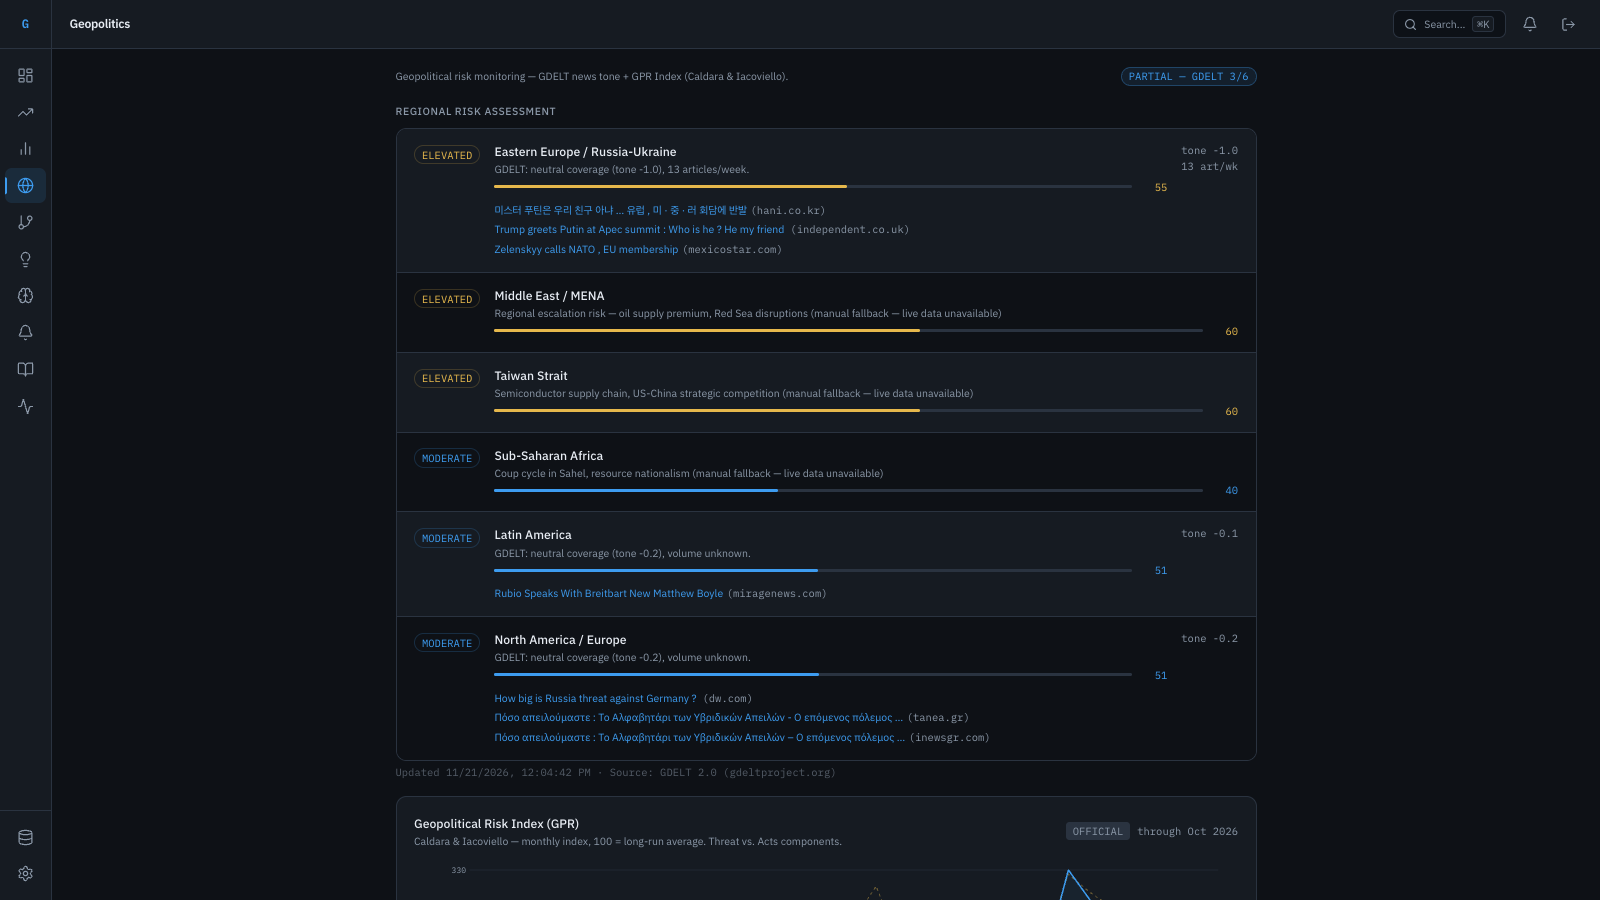 G
Geopolitics
Search... ⌘K
Geopolitical risk monitoring — GDELT news tone + GPR Index (Caldara & Iacoviello).
PARTIAL — GDELT 3/6
REGIONAL RISK ASSESSMENT
ELEVATED
Eastern Europe / Russia-Ukraine
GDELT: neutral coverage (tone -1.0), 13 articles/week.
tone -1.0
13 art/wk
55
미스터 푸틴은 우리 친구 아냐 ... 유럽 , 미 · 중 · 러 회담에 반발 (hani.co.kr)
Trump greets Putin at Apec summit : Who is he ? He my friend (independent.co.uk)
Zelenskyy calls NATO , EU membership (mexicostar.com)
ELEVATED
Middle East / MENA
Regional escalation risk — oil supply premium, Red Sea disruptions (manual fallback — live data unavailable)
60
ELEVATED
Taiwan Strait
Semiconductor supply chain, US-China strategic competition (manual fallback — live data unavailable)
60
MODERATE
Sub-Saharan Africa
Coup cycle in Sahel, resource nationalism (manual fallback — live data unavailable)
40
MODERATE
Latin America
GDELT: neutral coverage (tone -0.2), volume unknown.
tone -0.1
51
Rubio Speaks With Breitbart New Matthew Boyle (miragenews.com)
MODERATE
North America / Europe
GDELT: neutral coverage (tone -0.2), volume unknown.
tone -0.2
51
How big is Russia threat against Germany ? (dw.com)
Πόσο απειλούμαστε : Το Αλφαβητάρι των Υβριδικών Απειλών - Ο επόμενος πόλεμος ... (tanea.gr)
Πόσο απειλούμαστε : Το Αλφαβητάρι των Υβριδικών Απειλών – Ο επόμενος πόλεμος ... (inewsgr.com)
Updated 11/21/2026, 12:04:42 PM · Source: GDELT 2.0 (gdeltproject.org)
Geopolitical Risk Index (GPR)
Caldara & Iacoviello — monthly index, 100 = long-run average. Threat vs. Acts components.
OFFICIAL through Oct 2026
330